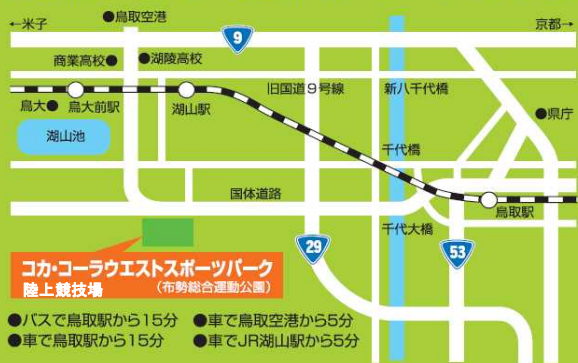 ←米子
●鳥取空港
9
京都→
商業高校●
●湖陵高校
旧国道9号線
新八千代橋
鳥大●
鳥大前駅
湖山駅
●県庁
湖山池
千代橋
国体道路
鳥取駅
千代大橋
29
53
コカ・コーラウエストスポーツパーク
陸上競技場
(布勢総合運動公園)
●バスで鳥取駅から15分
●車で鳥取空港から5分
●車で鳥取駅から15分
●車でJR湖山駅から5分